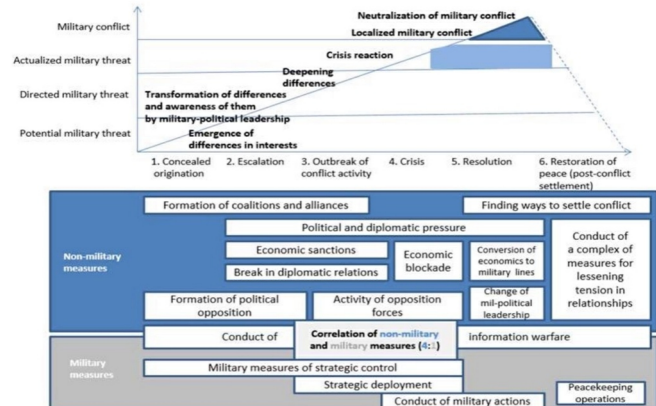 Neutralization of military conflict
Military conflict
Localized military conflict
Crisis reaction
Actualized military threat
Deepening
differences
Directed military threat
Transformation of differences
and awareness of them
by military-political leadership
Potential military threat
Emergence of
differences in interests
1. Concealed
origination
2. Escalation
3. Outbreak of
conflict activity
4. Crisis
5. Resolution
6. Restoration of
peace (post-conflict
settlement)
Formation of coalitions and alliances
Finding ways to settle conflict
Political and diplomatic pressure
Non-military
measures
Economic sanctions
Break in diplomatic relations
Economic
blockade
Conversion of
economics to
military lines
Conduct of
a complex of
measures for
lessening
tension in
relationships
Formation of political
opposition
Activity of opposition
forces
Change of
mil-political
leadership
Conduct of
Correlation of non-military
and military measures (4:1)
information warfare
Military
measures
Military measures of strategic control
Strategic deployment
Conduct of military actions
Peacekeeping
operations